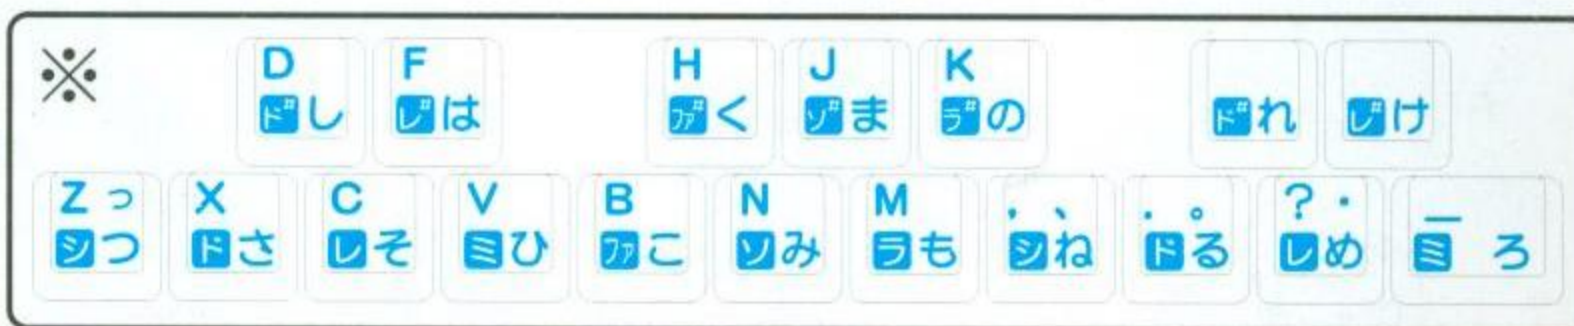 ※ D F H J K
ド# し レ# は ファ# く ソ# ま ラ# の ド# れ レ# け
Z っ X C V B N M , 、 . 。 ? ・ _
シ つ ド さ レ そ ミ ひ ファ こ ソ み ラ も シ ね ド る レ め ミ ろ